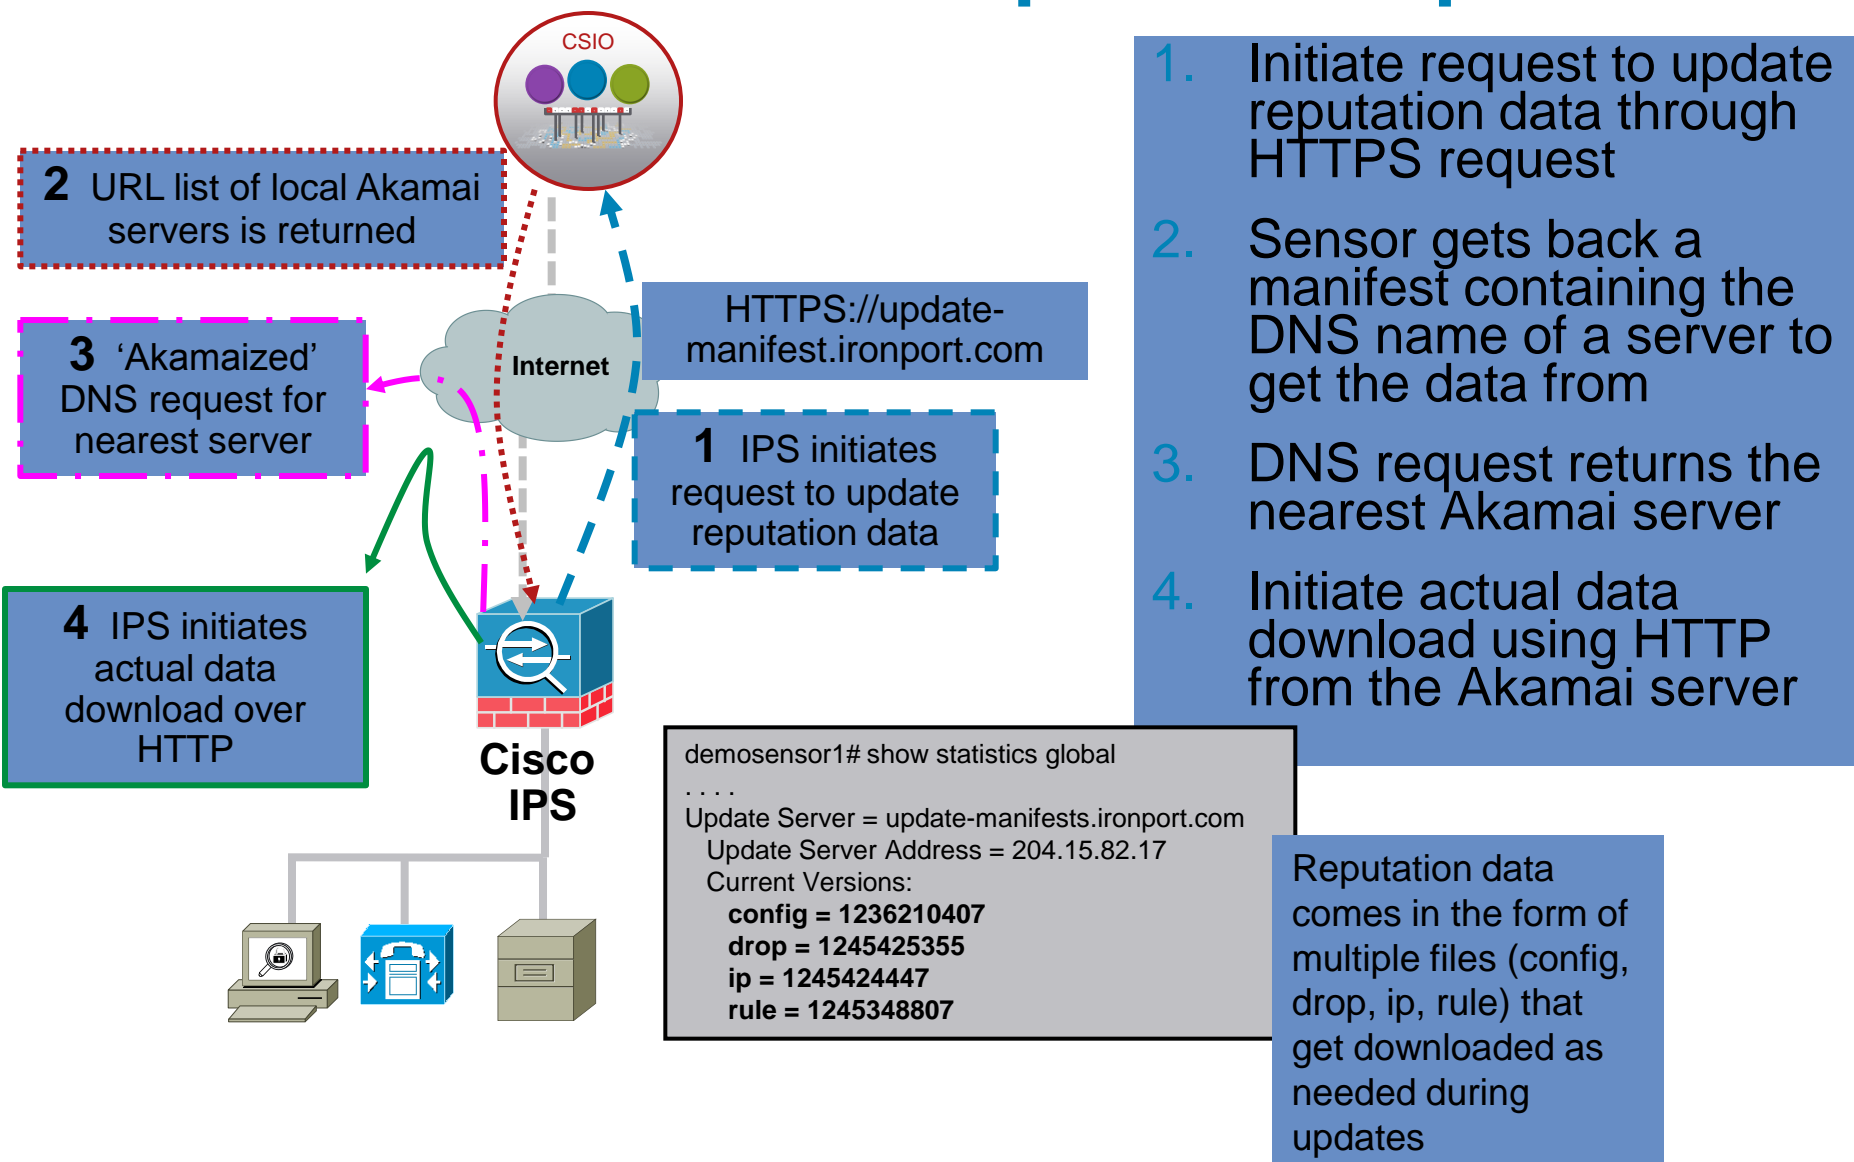 CSIO
2 URL list of local Akamai
servers is returned
3 ‘Akamaized’
DNS request for
nearest server
Internet
HTTPS://update-
manifest.ironport.com
1 IPS initiates
request to update
reputation data
4 IPS initiates
actual data
download over
HTTP
Cisco
IPS
1. Initiate request to update
reputation data through
HTTPS request
2. Sensor gets back a
manifest containing the
DNS name of a server to
get the data from
3. DNS request returns the
nearest Akamai server
4. Initiate actual data
download using HTTP
from the Akamai server
demosensor1# show statistics global
. . . .
Update Server = update-manifests.ironport.com
Update Server Address = 204.15.82.17
Current Versions:
config = 1236210407
drop = 1245425355
ip = 1245424447
rule = 1245348807
Reputation data
comes in the form of
multiple files (config,
drop, ip, rule) that
get downloaded as
needed during
updates